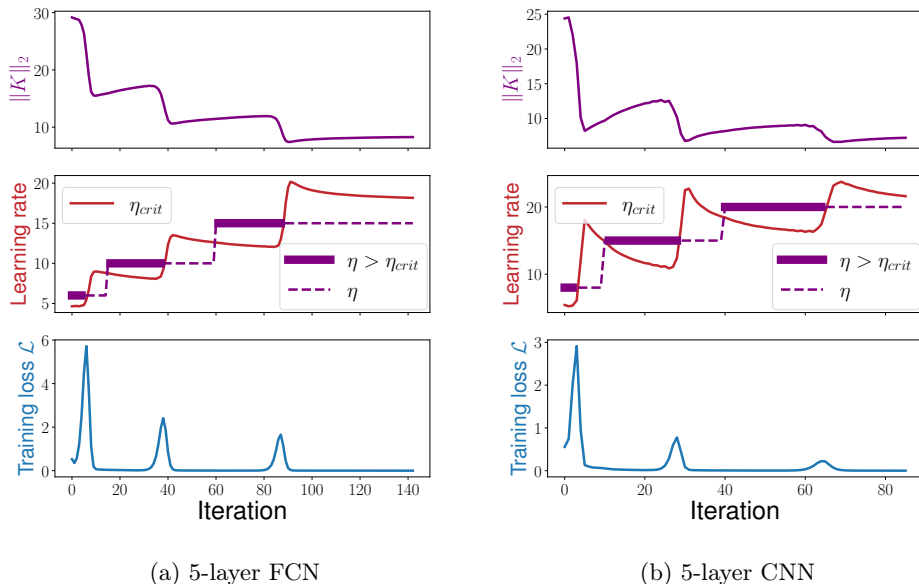 30
20
10
||K||₂
20
15
10
5
Learning rate
η_crit
η > η_crit
η
6
4
2
0
Training loss ℒ
0 20 40 60 80 100 120 140
Iteration
(a) 5-layer FCN
25
20
15
10
||K||₂
20
10
Learning rate
η_crit
η > η_crit
η
3
2
1
0
Training loss ℒ
0 20 40 60 80
Iteration
(b) 5-layer CNN